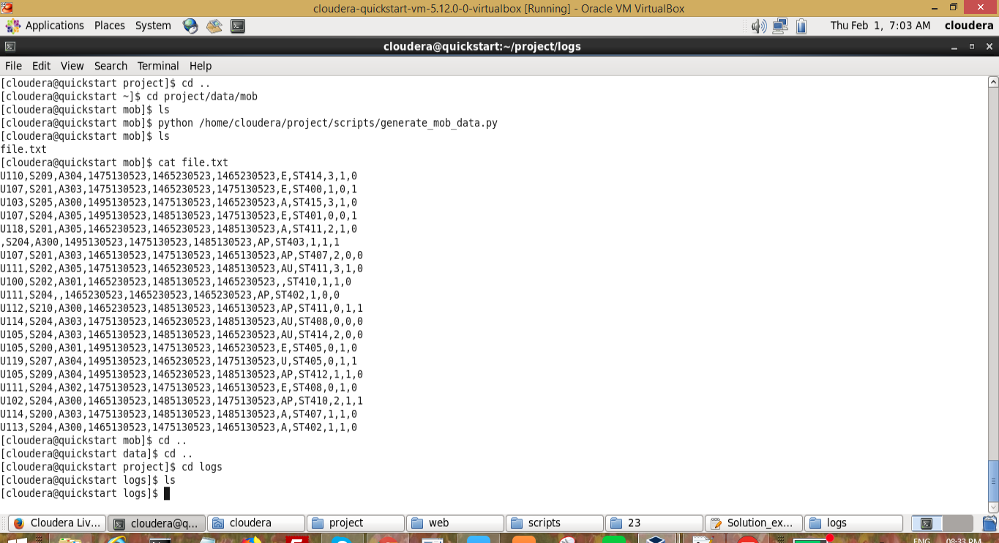 cloudera-quickstart-vm-5.12.0-0-virtualbox [Running] - Oracle VM VirtualBox
Applications Places System Thu Feb 1, 7:03 AM cloudera
cloudera@quickstart:~/project/logs
File Edit View Search Terminal Help
[cloudera@quickstart project]$ cd ..
[cloudera@quickstart ~]$ cd project/data/mob
[cloudera@quickstart mob]$ ls
[cloudera@quickstart mob]$ python /home/cloudera/project/scripts/generate_mob_data.py
[cloudera@quickstart mob]$ ls
file.txt
[cloudera@quickstart mob]$ cat file.txt
U110,S209,A304,1475130523,1465230523,1465230523,E,ST414,3,1,0
U107,S201,A303,1475130523,1465230523,1475130523,E,ST400,1,0,1
U103,S205,A300,1495130523,1475130523,1465230523,A,ST415,3,1,0
U107,S204,A305,1495130523,1485130523,1475130523,E,ST401,0,0,1
U118,S201,A305,1465230523,1465230523,1485130523,A,ST411,2,1,0
,S204,A300,1495130523,1475130523,1485130523,AP,ST403,1,1,1
U107,S201,A303,1465130523,1475130523,1465130523,AP,ST407,2,0,0
U111,S202,A305,1475130523,1465230523,1485130523,AU,ST411,3,1,0
U100,S202,A301,1465230523,1485130523,1465230523,,ST410,1,1,0
U111,S204,,1465230523,1465230523,1465230523,AP,ST402,1,0,0
U112,S210,A300,1465230523,1485130523,1465130523,AP,ST411,0,1,1
U114,S204,A303,1475130523,1465230523,1485130523,AU,ST408,0,0,0
U105,S204,A303,1465130523,1465230523,1485130523,AU,ST414,2,0,0
U105,S200,A301,1495130523,1475130523,1465230523,E,ST405,0,1,0
U119,S207,A304,1495130523,1465230523,1475130523,U,ST405,0,1,1
U105,S209,A304,1495130523,1465230523,1485130523,AP,ST412,1,1,0
U111,S204,A302,1475130523,1475130523,1465130523,E,ST408,0,1,0
U102,S204,A300,1465130523,1485130523,1475130523,AP,ST410,2,1,1
U114,S200,A303,1475130523,1485130523,1485130523,A,ST407,1,1,0
U113,S204,A300,1465130523,1475130523,1465130523,A,ST402,1,1,0
[cloudera@quickstart mob]$ cd ..
[cloudera@quickstart data]$ cd ..
[cloudera@quickstart project]$ cd logs
[cloudera@quickstart logs]$ ls
[cloudera@quickstart logs]$
Cloudera Liv... cloudera@q... cloudera project web scripts 23 Solution_ex... logs
ENG 08:33 PM